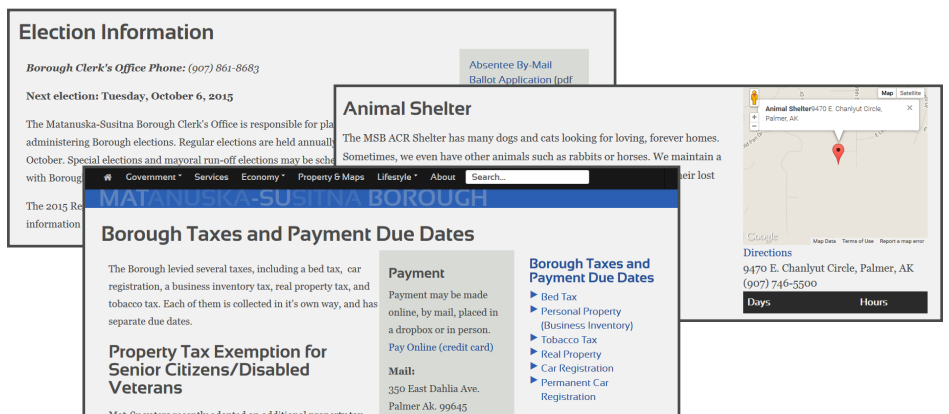 Election Information
Borough Clerk's Office Phone: (907) 861-8683
Next election: Tuesday, October 6, 2015
The Matanuska-Susitna Borough Clerk's Office is responsible for pla
administering Borough elections. Regular elections are held annually
October. Special elections and mayoral run-off elections may be sche
with Boroug
The 2015 Re
information
Absentee By-Mail
Ballot Application (pdf
Animal Shelter
The MSB ACR Shelter has many dogs and cats looking for loving, forever homes.
Sometimes, we even have other animals such as rabbits or horses. We maintain a
eir lost
Map Satellite
Animal Shelter9470 E. Chanlyut Circle,
Palmer, AK
Google
Map Data Terms of Use Report a map error
Directions
9470 E. Chanlyut Circle, Palmer, AK
(907) 746-5500
Days Hours
Government Services Economy Property & Maps Lifestyle About Search...
MATANUSKA-SUSITNA BOROUGH
Borough Taxes and Payment Due Dates
The Borough levied several taxes, including a bed tax, car
registration, a business inventory tax, real property tax, and
tobacco tax. Each of them is collected in it's own way, and has
separate due dates.
Property Tax Exemption for
Senior Citizens/Disabled
Veterans
Payment
Payment may be made
online, by mail, placed in
a dropbox or in person.
Pay Online (credit card)
Mail:
350 East Dahlia Ave.
Palmer Ak. 99645
Borough Taxes and
Payment Due Dates
Bed Tax
Personal Property
(Business Inventory)
Tobacco Tax
Real Property
Car Registration
Permanent Car
Registration